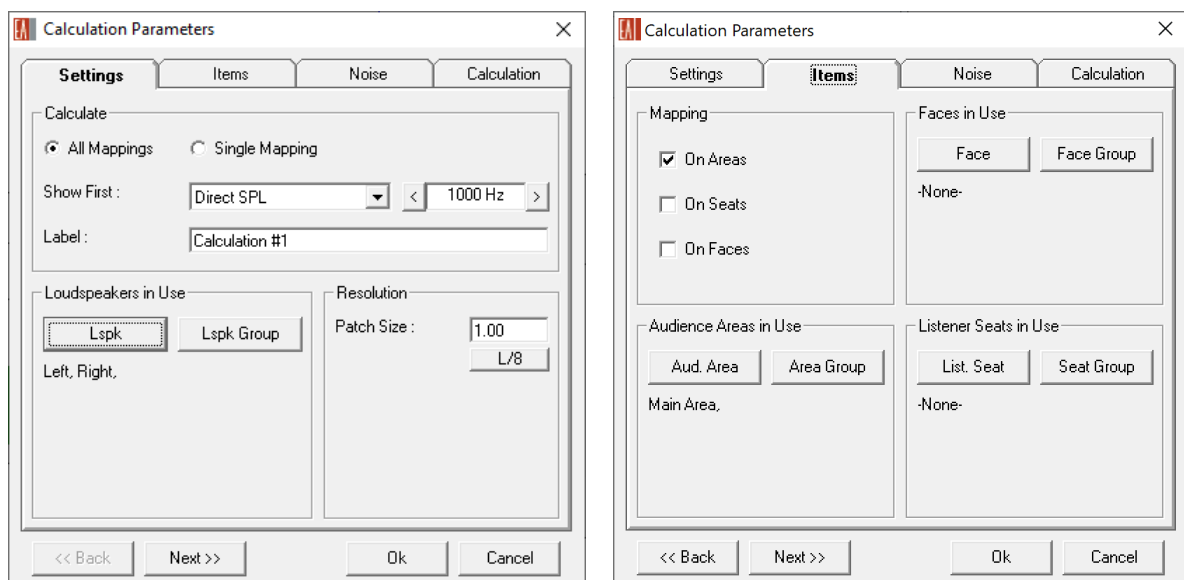 EA Calculation Parameters
Settings Items Noise Calculation
Calculate
All Mappings Single Mapping
Show First : Direct SPL < 1000 Hz >
Label : Calculation #1
Loudspeakers in Use
Lspk Lspk Group
Left, Right,
Resolution
Patch Size : 1.00
L/8
<< Back Next >> Ok Cancel
EA Calculation Parameters
Settings Items Noise Calculation
Mapping
On Areas
On Seats
On Faces
Faces in Use
Face Face Group
-None-
Audience Areas in Use
Aud. Area Area Group
Main Area,
Listener Seats in Use
List. Seat Seat Group
-None-
<< Back Next >> Ok Cancel